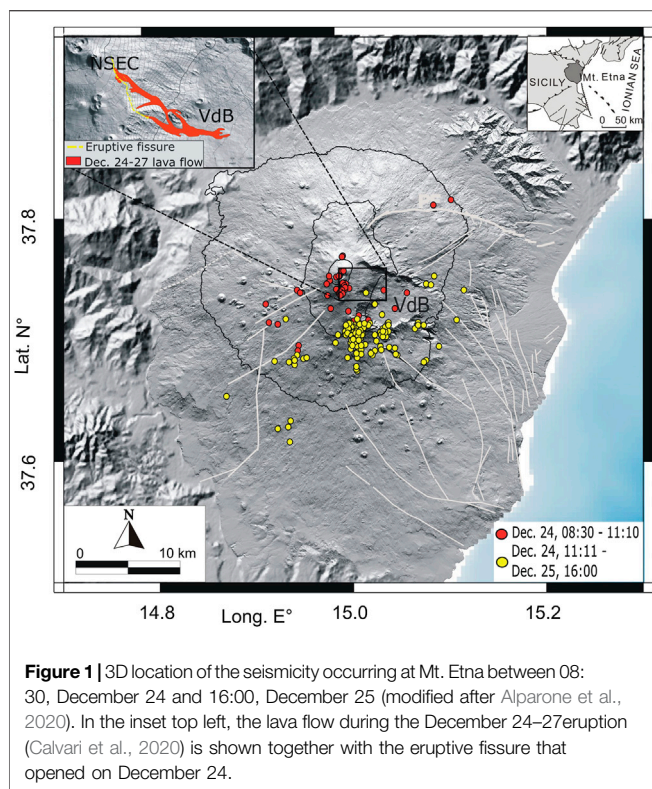 NSEC
VdB
Eruptive fissure
Dec. 24-27 lava flow
SICILY
Mt. Etna
IONIAN SEA
0 50 km
37.8
Lat. N°
37.6
VdB
N
0 10 km
Dec. 24, 08:30 - 11:10
Dec. 24, 11:11 -
Dec. 25, 16:00
14.8 15.0 15.2
Long. E°
Figure 1 | 3D location of the seismicity occurring at Mt. Etna between 08:
30, December 24 and 16:00, December 25 (modified after Alparone et al.,
2020). In the inset top left, the lava flow during the December 24–27eruption
(Calvari et al., 2020) is shown together with the eruptive fissure that
opened on December 24.